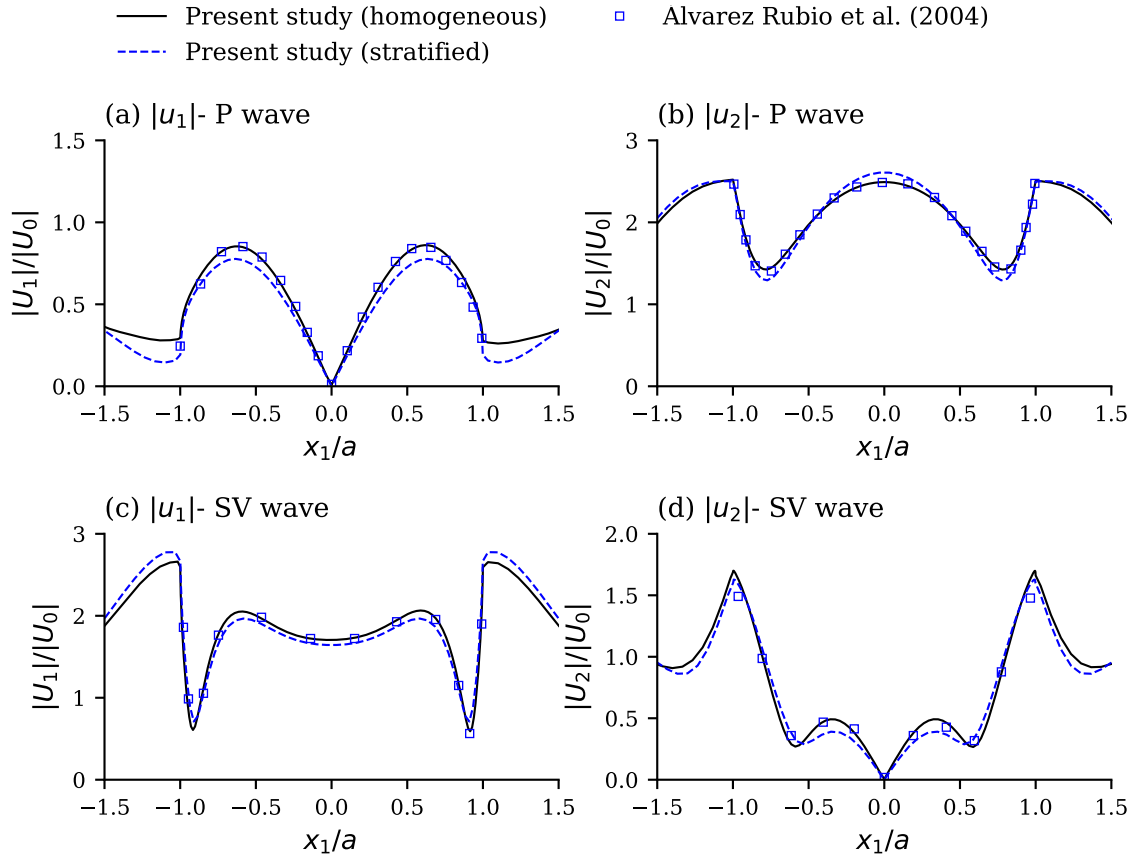 Present study (homogeneous)
Present study (stratified)
Alvarez Rubio et al. (2004)
(a) |u₁|- P wave
1.5
1.0
0.5
0.0
|U₁|/|U₀|
−1.5 −1.0 −0.5 0.0 0.5 1.0 1.5
x₁/a
(b) |u₂|- P wave
3
2
1
0
|U₂|/|U₀|
−1.5 −1.0 −0.5 0.0 0.5 1.0 1.5
x₁/a
(c) |u₁|- SV wave
3
2
1
0
|U₁|/|U₀|
−1.5 −1.0 −0.5 0.0 0.5 1.0 1.5
x₁/a
(d) |u₂|- SV wave
2.0
1.5
1.0
0.5
0.0
|U₂|/|U₀|
−1.5 −1.0 −0.5 0.0 0.5 1.0 1.5
x₁/a